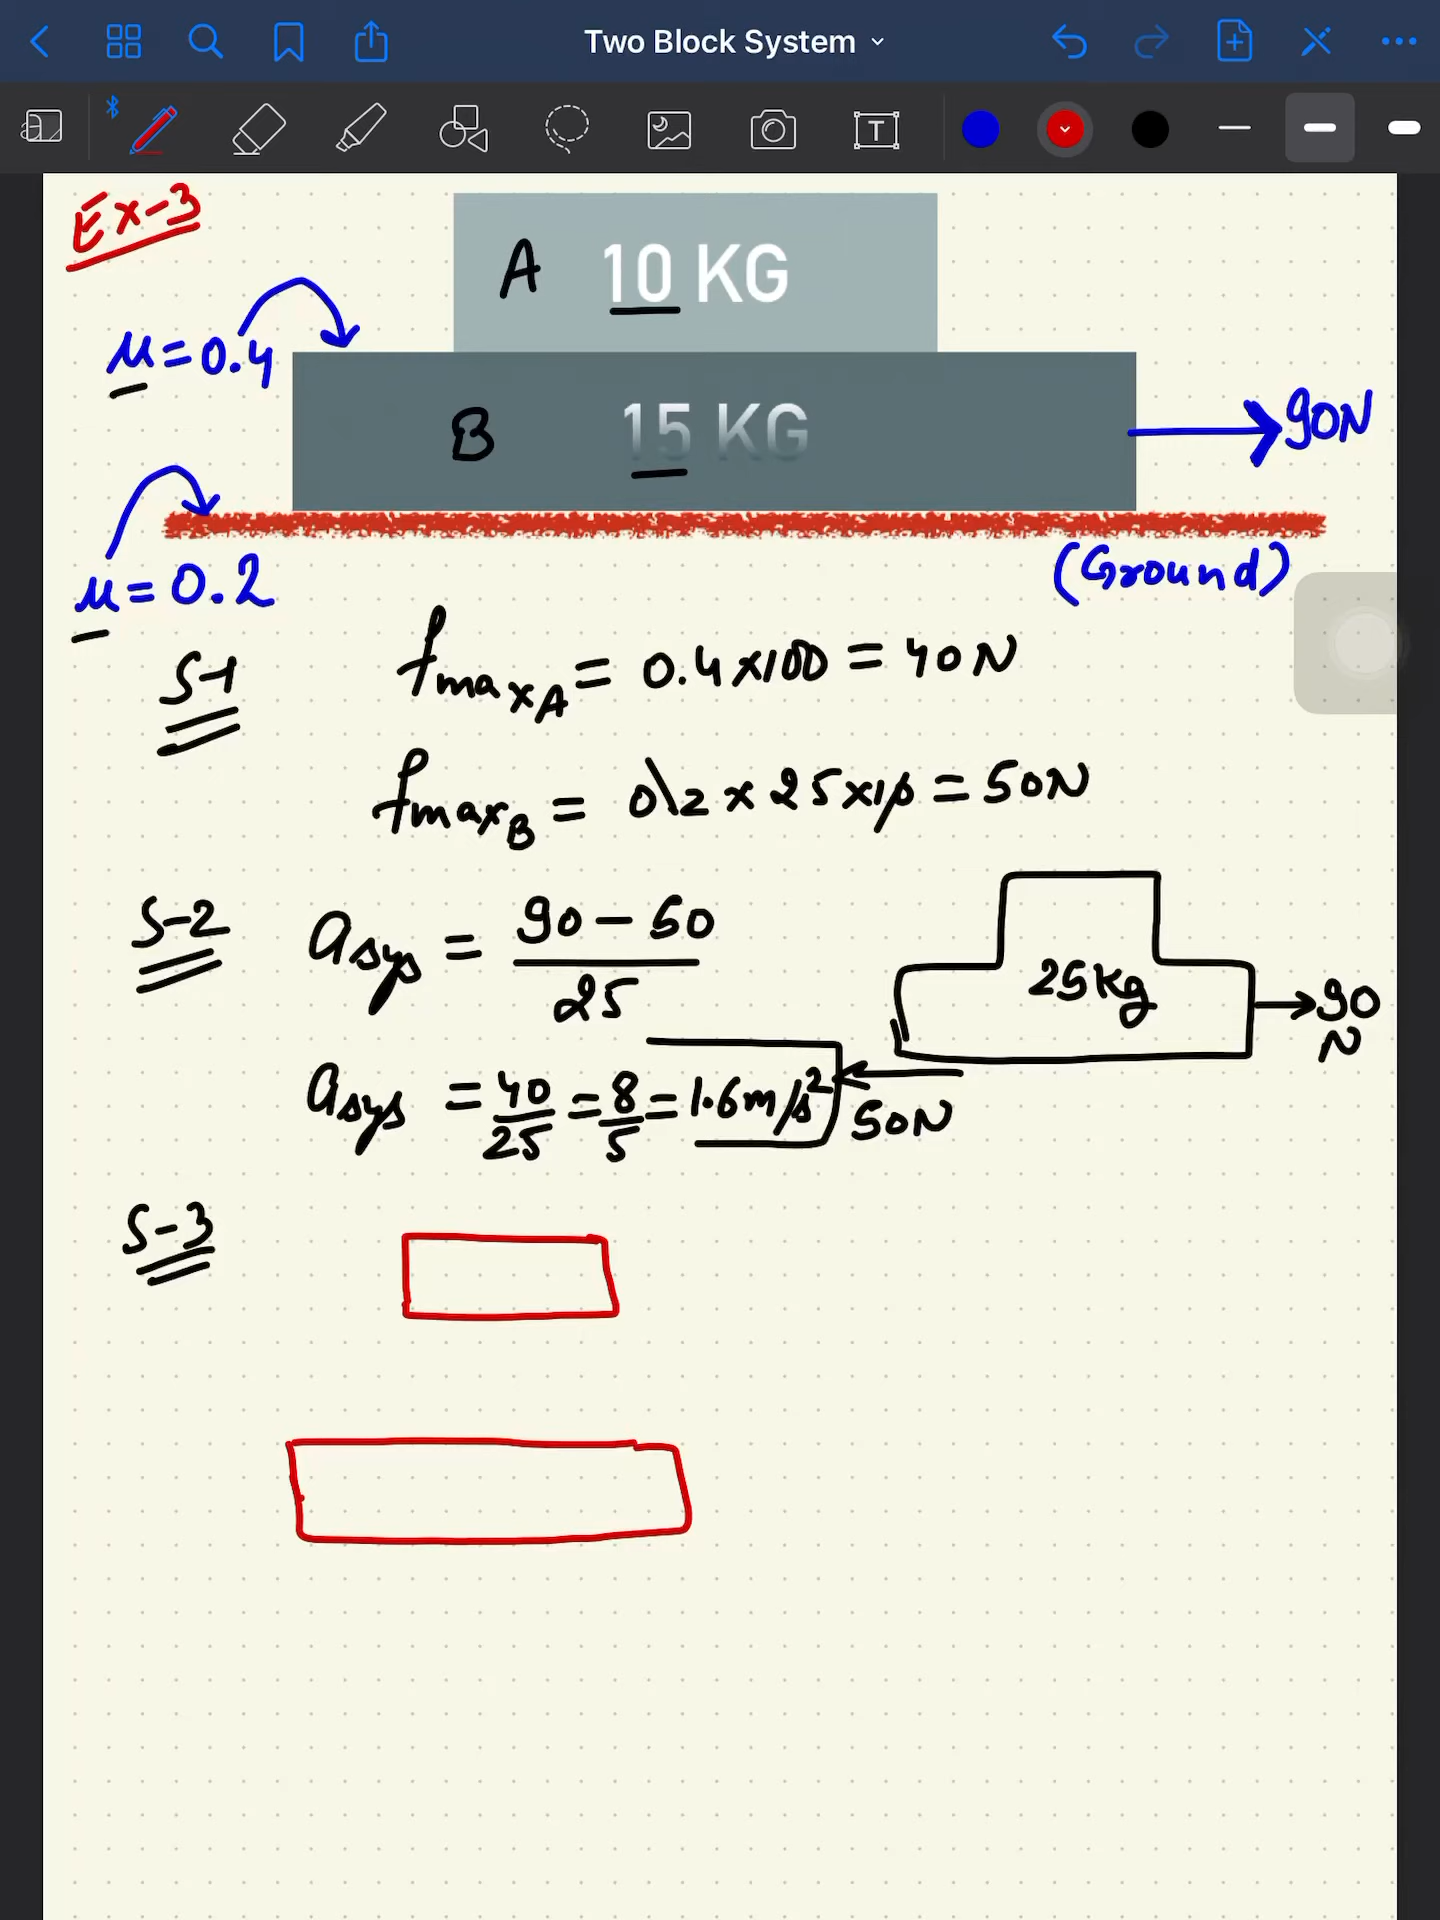 Two Block System
T
Ex-3
A 10 KG
μ = 0.4
B 15 KG
90N
μ = 0.2
(Ground)
S-1
fmaxA = 0.4 × 100 = 40N
fmaxB = 0.2 × 25 × 10 = 50N
S-2
asys = 90 - 50 / 25
25kg
90 N
asys = 40/25 = 8/5 = 1.6 m/s²
50N
S-3